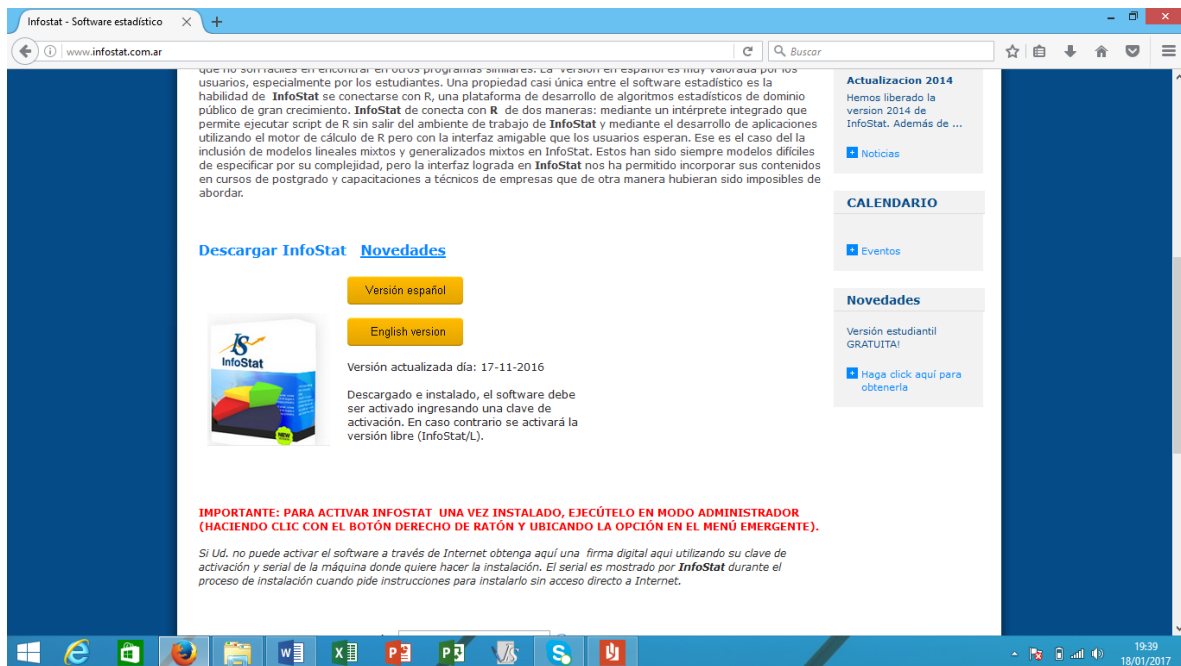 Infostat - Software estadístico
www.infostat.com.ar
Buscar
que no son fáciles en encontrar en otros programas similares. La versión en español es muy valorada por los
usuarios, especialmente por los estudiantes. Una propiedad casi única entre el software estadístico es la
habilidad de InfoStat se conectarse con R, una plataforma de desarrollo de algoritmos estadísticos de dominio
público de gran crecimiento. InfoStat de conecta con R de dos maneras: mediante un intérprete integrado que
permite ejecutar script de R sin salir del ambiente de trabajo de InfoStat y mediante el desarrollo de aplicaciones
utilizando el motor de cálculo de R pero con la interfaz amigable que los usuarios esperan. Ese es el caso del la
inclusión de modelos lineales mixtos y generalizados mixtos en InfoStat. Estos han sido siempre modelos difíciles
de especificar por su complejidad, pero la interfaz lograda en InfoStat nos ha permitido incorporar sus contenidos
en cursos de postgrado y capacitaciones a técnicos de empresas que de otra manera hubieran sido imposibles de
abordar.
Descargar InfoStat Novedades
Versión español
English version
IS
InfoStat
NEW
Versión actualizada día: 17-11-2016
Descargado e instalado, el software debe
ser activado ingresando una clave de
activación. En caso contrario se activará la
versión libre (InfoStat/L).
IMPORTANTE: PARA ACTIVAR INFOSTAT UNA VEZ INSTALADO, EJECÚTELO EN MODO ADMINISTRADOR
(HACIENDO CLIC CON EL BOTÓN DERECHO DE RATÓN Y UBICANDO LA OPCIÓN EN EL MENÚ EMERGENTE).
Si Ud. no puede activar el software a través de Internet obtenga aquí una firma digital aqui utilizando su clave de
activación y serial de la máquina donde quiere hacer la instalación. El serial es mostrado por InfoStat durante el
proceso de instalación cuando pide instrucciones para instalarlo sin acceso directo a Internet.
Actualizacion 2014
Hemos liberado la
version 2014 de
InfoStat. Además de ...
Noticias
CALENDARIO
Eventos
Novedades
Versión estudiantil
GRATUITA!
Haga click aquí para
obtenerla
19:39
18/01/2017